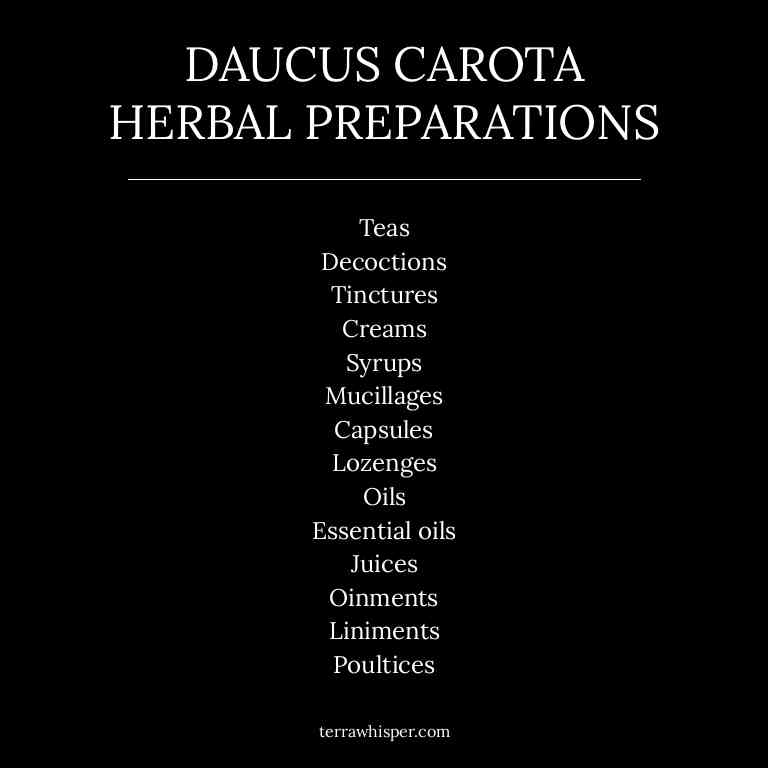 DAUCUS CAROTA
HERBAL PREPARATIONS
Teas
Decoctions
Tinctures
Creams
Syrups
Mucillages
Capsules
Lozenges
Oils
Essential oils
Juices
Oinments
Liniments
Poultices
terrawhisper.com